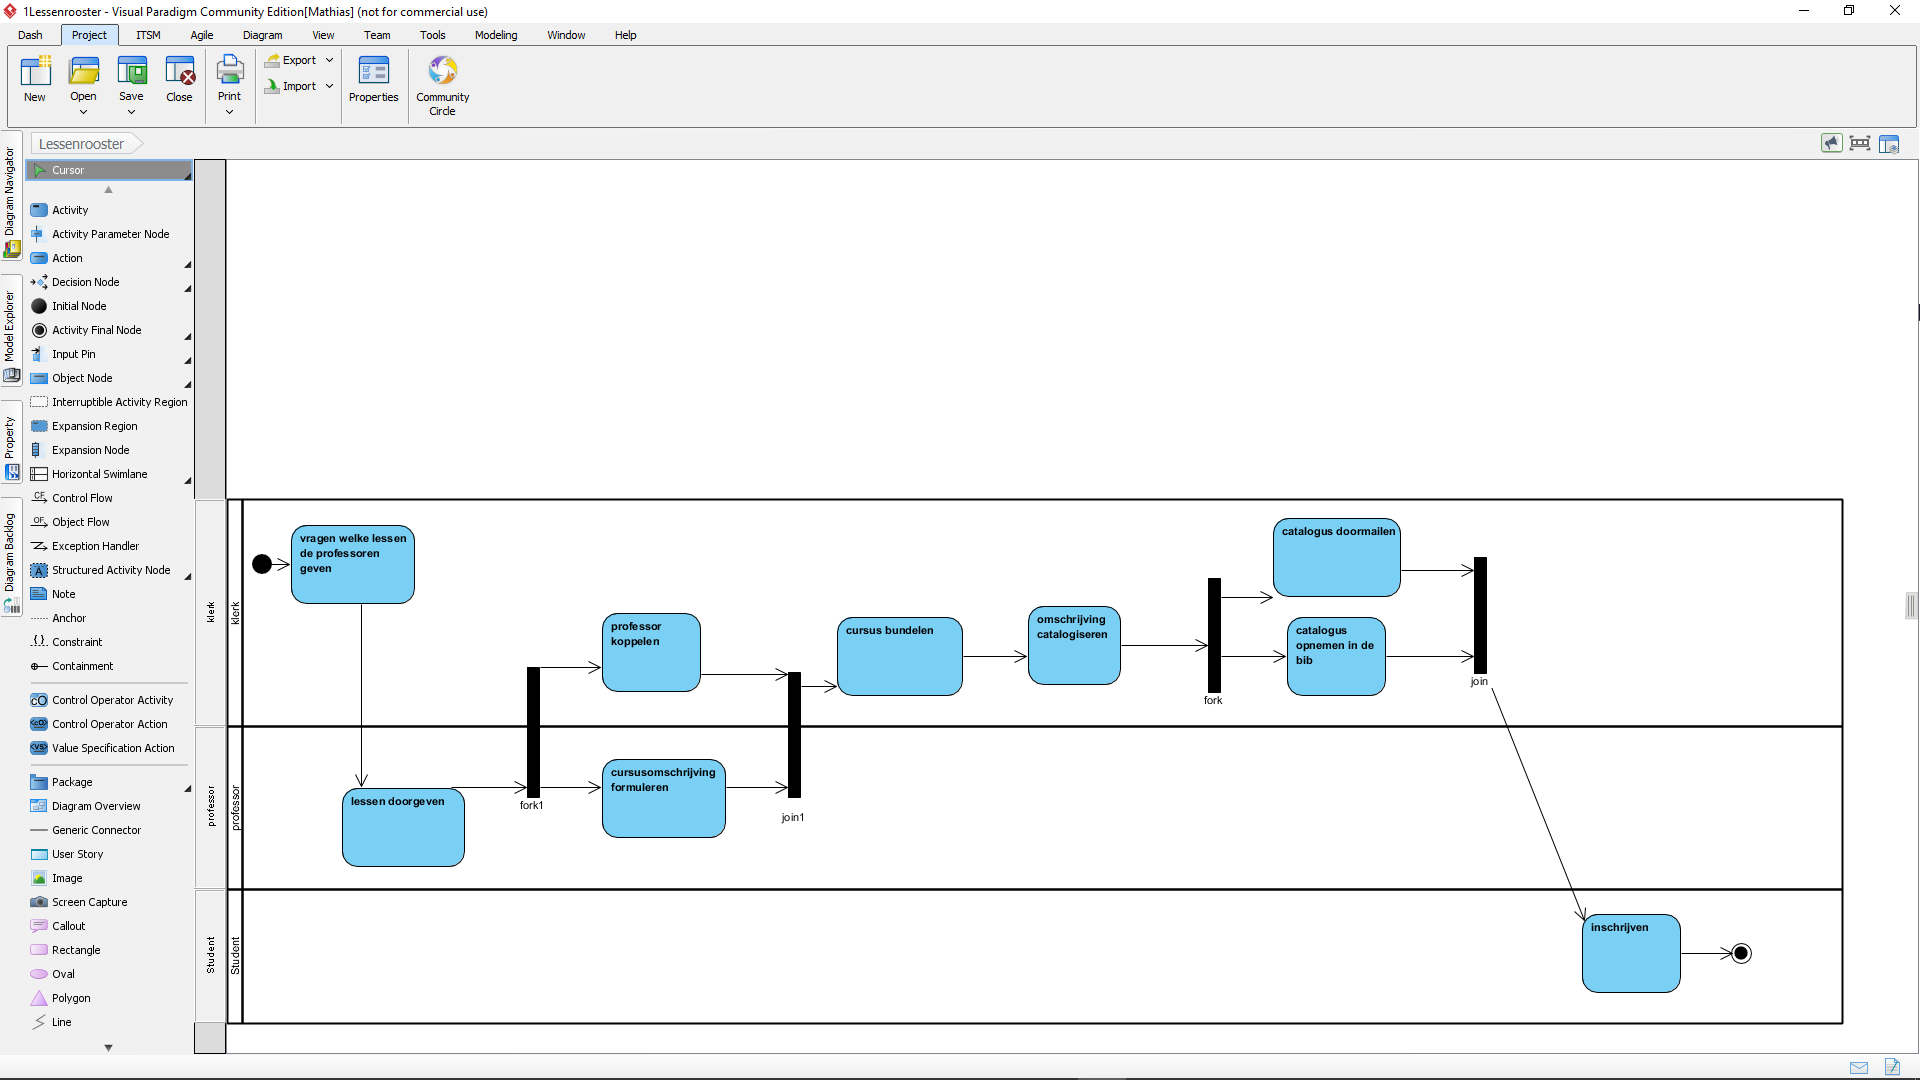 1Lessenrooster - Visual Paradigm Community Edition[Mathias] (not for commercial use)
Dash Project ITSM Agile Diagram View Team Tools Modeling Window Help
New Open Save Close Print Export Import Properties Community Circle
Lessenrooster
Diagram Navigator
Model Explorer
Property
Diagram Backlog
Cursor
Activity
Activity Parameter Node
Action
Decision Node
Initial Node
Activity Final Node
Input Pin
Object Node
Interruptible Activity Region
Expansion Region
Expansion Node
Horizontal Swimlane
CF Control Flow
OF Object Flow
Exception Handler
A Structured Activity Node
Note
Anchor
Constraint
Containment
cO Control Operator Activity
«cO» Control Operator Action
«VS» Value Specification Action
Package
Diagram Overview
Generic Connector
User Story
Image
Screen Capture
Callout
Rectangle
Oval
Polygon
Line
klerk
klerk
professor
professor
Student
Student
vragen welke lessen
de professoren
geven
lessen doorgeven
fork1
professor
koppelen
cursusomschrijving
formuleren
join1
cursus bundelen
omschrijving
catalogiseren
fork
catalogus doormailen
catalogus
opnemen in de
bib
join
inschrijven